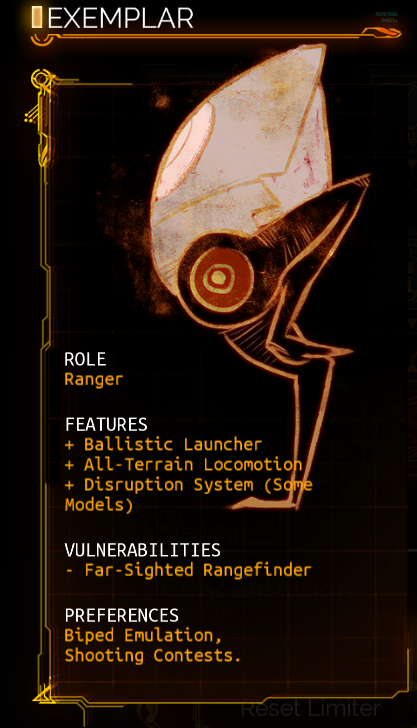 EXEMPLAR
ROLE
Ranger
FEATURES
+ Ballistic Launcher
+ All-Terrain Locomotion
+ Disruption System (Some
Models)
VULNERABILITIES
- Far-Sighted Rangefinder
PREFERENCES
Biped Emulation,
Shooting Contests.
Reset Limiter